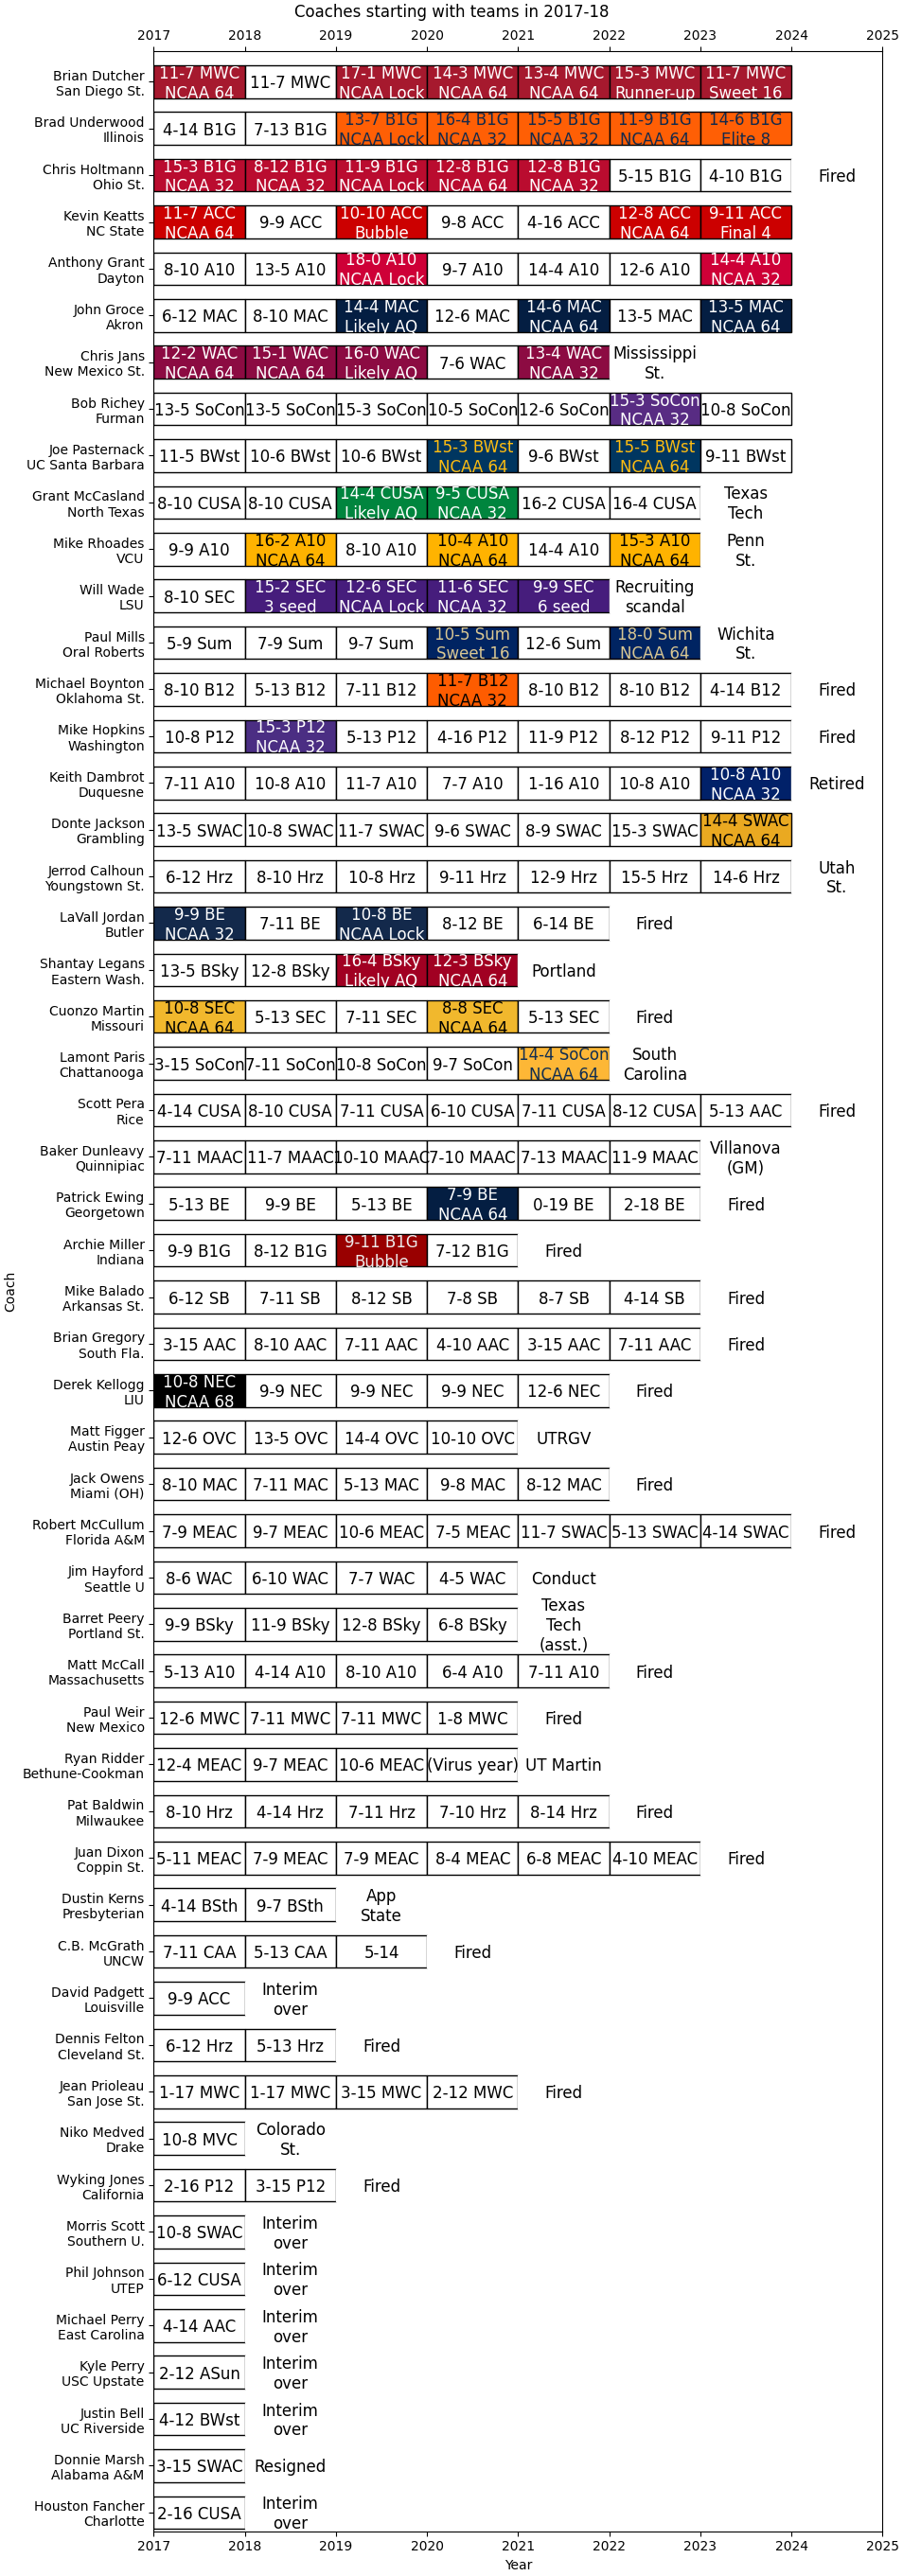 Coaches starting with teams in 2017-18
2017 2018 2019 2020 2021 2022 2023 2024 2025
Brian Dutcher
San Diego St.
11-7 MWC
NCAA 64
11-7 MWC
17-1 MWC
NCAA Lock
14-3 MWC
NCAA 64
13-4 MWC
NCAA 64
15-3 MWC
Runner-up
11-7 MWC
Sweet 16
Brad Underwood
Illinois
4-14 B1G
7-13 B1G
13-7 B1G
NCAA Lock
16-4 B1G
NCAA 32
15-5 B1G
NCAA 32
11-9 B1G
NCAA 64
14-6 B1G
Elite 8
Chris Holtmann
Ohio St.
15-3 B1G
NCAA 32
8-12 B1G
NCAA 32
11-9 B1G
NCAA Lock
12-8 B1G
NCAA 64
12-8 B1G
NCAA 32
5-15 B1G
4-10 B1G
Fired
Kevin Keatts
NC State
11-7 ACC
NCAA 64
9-9 ACC
10-10 ACC
Bubble
9-8 ACC
4-16 ACC
12-8 ACC
NCAA 64
9-11 ACC
Final 4
Anthony Grant
Dayton
8-10 A10
13-5 A10
18-0 A10
NCAA Lock
9-7 A10
14-4 A10
12-6 A10
14-4 A10
NCAA 32
John Groce
Akron
6-12 MAC
8-10 MAC
14-4 MAC
Likely AQ
12-6 MAC
14-6 MAC
NCAA 64
13-5 MAC
13-5 MAC
NCAA 64
Chris Jans
New Mexico St.
12-2 WAC
NCAA 64
15-1 WAC
NCAA 64
16-0 WAC
Likely AQ
7-6 WAC
13-4 WAC
NCAA 32
Mississippi
St.
Bob Richey
Furman
13-5 SoCon
13-5 SoCon
15-3 SoCon
10-5 SoCon
12-6 SoCon
15-3 SoCon
NCAA 32
10-8 SoCon
Joe Pasternack
UC Santa Barbara
11-5 BWst
10-6 BWst
10-6 BWst
15-3 BWst
NCAA 64
9-6 BWst
15-5 BWst
NCAA 64
9-11 BWst
Grant McCasland
North Texas
8-10 CUSA
8-10 CUSA
14-4 CUSA
Likely AQ
9-5 CUSA
NCAA 32
16-2 CUSA
16-4 CUSA
Texas
Tech
Mike Rhoades
VCU
9-9 A10
16-2 A10
NCAA 64
8-10 A10
10-4 A10
NCAA 64
14-4 A10
15-3 A10
NCAA 64
Penn
St.
Will Wade
LSU
8-10 SEC
15-2 SEC
3 seed
12-6 SEC
NCAA Lock
11-6 SEC
NCAA 32
9-9 SEC
6 seed
Recruiting
scandal
Paul Mills
Oral Roberts
5-9 Sum
7-9 Sum
9-7 Sum
10-5 Sum
Sweet 16
12-6 Sum
18-0 Sum
NCAA 64
Wichita
St.
Michael Boynton
Oklahoma St.
8-10 B12
5-13 B12
7-11 B12
11-7 B12
NCAA 32
8-10 B12
8-10 B12
4-14 B12
Fired
Mike Hopkins
Washington
10-8 P12
15-3 P12
NCAA 32
5-13 P12
4-16 P12
11-9 P12
8-12 P12
9-11 P12
Fired
Keith Dambrot
Duquesne
7-11 A10
10-8 A10
11-7 A10
7-7 A10
1-16 A10
10-8 A10
10-8 A10
NCAA 32
Retired
Donte Jackson
Grambling
13-5 SWAC
10-8 SWAC
11-7 SWAC
9-6 SWAC
8-9 SWAC
15-3 SWAC
14-4 SWAC
NCAA 64
Jerrod Calhoun
Youngstown St.
6-12 Hrz
8-10 Hrz
10-8 Hrz
9-11 Hrz
12-9 Hrz
15-5 Hrz
14-6 Hrz
Utah
St.
LaVall Jordan
Butler
9-9 BE
NCAA 32
7-11 BE
10-8 BE
NCAA Lock
8-12 BE
6-14 BE
Fired
Shantay Legans
Eastern Wash.
13-5 BSky
12-8 BSky
16-4 BSky
Likely AQ
12-3 BSky
NCAA 64
Portland
Cuonzo Martin
Missouri
10-8 SEC
NCAA 64
5-13 SEC
7-11 SEC
8-8 SEC
NCAA 64
5-13 SEC
Fired
Lamont Paris
Chattanooga
3-15 SoCon
7-11 SoCon
10-8 SoCon
9-7 SoCon
14-4 SoCon
NCAA 64
South
Carolina
Scott Pera
Rice
4-14 CUSA
8-10 CUSA
7-11 CUSA
6-10 CUSA
7-11 CUSA
8-12 CUSA
5-13 AAC
Fired
Baker Dunleavy
Quinnipiac
7-11 MAAC
11-7 MAAC
10-10 MAAC
7-10 MAAC
7-13 MAAC
11-9 MAAC
Villanova
(GM)
Patrick Ewing
Georgetown
5-13 BE
9-9 BE
5-13 BE
7-9 BE
NCAA 64
0-19 BE
2-18 BE
Fired
Archie Miller
Indiana
9-9 B1G
8-12 B1G
9-11 B1G
Bubble
7-12 B1G
Fired
Mike Balado
Arkansas St.
6-12 SB
7-11 SB
8-12 SB
7-8 SB
8-7 SB
4-14 SB
Fired
Brian Gregory
South Fla.
3-15 AAC
8-10 AAC
7-11 AAC
4-10 AAC
3-15 AAC
7-11 AAC
Fired
Derek Kellogg
LIU
10-8 NEC
NCAA 68
9-9 NEC
9-9 NEC
9-9 NEC
12-6 NEC
Fired
Matt Figger
Austin Peay
12-6 OVC
13-5 OVC
14-4 OVC
10-10 OVC
UTRGV
Jack Owens
Miami (OH)
8-10 MAC
7-11 MAC
5-13 MAC
9-8 MAC
8-12 MAC
Fired
Robert McCullum
Florida A&M
7-9 MEAC
9-7 MEAC
10-6 MEAC
7-5 MEAC
11-7 SWAC
5-13 SWAC
4-14 SWAC
Fired
Jim Hayford
Seattle U
8-6 WAC
6-10 WAC
7-7 WAC
4-5 WAC
Conduct
Barret Peery
Portland St.
9-9 BSky
11-9 BSky
12-8 BSky
6-8 BSky
Texas
Tech
(asst.)
Matt McCall
Massachusetts
5-13 A10
4-14 A10
8-10 A10
6-4 A10
7-11 A10
Fired
Paul Weir
New Mexico
12-6 MWC
7-11 MWC
7-11 MWC
1-8 MWC
Fired
Ryan Ridder
Bethune-Cookman
12-4 MEAC
9-7 MEAC
10-6 MEAC
(Virus year)
UT Martin
Pat Baldwin
Milwaukee
8-10 Hrz
4-14 Hrz
7-11 Hrz
7-10 Hrz
8-14 Hrz
Fired
Juan Dixon
Coppin St.
5-11 MEAC
7-9 MEAC
7-9 MEAC
8-4 MEAC
6-8 MEAC
4-10 MEAC
Fired
Dustin Kerns
Presbyterian
4-14 BSth
9-7 BSth
App
State
C.B. McGrath
UNCW
7-11 CAA
5-13 CAA
5-14
Fired
David Padgett
Louisville
9-9 ACC
Interim
over
Dennis Felton
Cleveland St.
6-12 Hrz
5-13 Hrz
Fired
Jean Prioleau
San Jose St.
1-17 MWC
1-17 MWC
3-15 MWC
2-12 MWC
Fired
Niko Medved
Drake
10-8 MVC
Colorado
St.
Wyking Jones
California
2-16 P12
3-15 P12
Fired
Morris Scott
Southern U.
10-8 SWAC
Interim
over
Phil Johnson
UTEP
6-12 CUSA
Interim
over
Michael Perry
East Carolina
4-14 AAC
Interim
over
Kyle Perry
USC Upstate
2-12 ASun
Interim
over
Justin Bell
UC Riverside
4-12 BWst
Interim
over
Donnie Marsh
Alabama A&M
3-15 SWAC
Resigned
Houston Fancher
Charlotte
2-16 CUSA
Interim
over
Coach
2017 2018 2019 2020 2021 2022 2023 2024 2025
Year